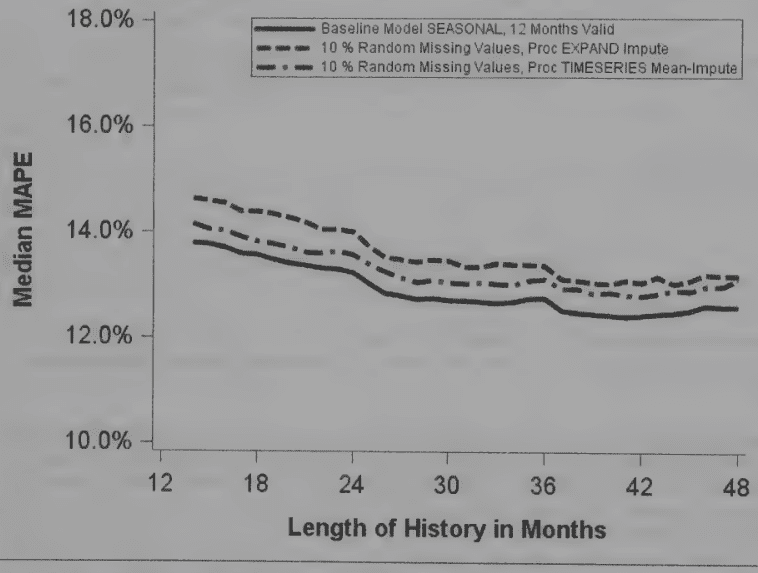 18.0%
Baseline Model SEASONAL, 12 Months Valid
10 % Random Missing Values, Proc EXPAND Impute
10 % Random Missing Values, Proc TIMESERIES Mean-Impute
16.0%
14.0%
12.0%
10.0%
Median MAPE
12 18 24 30 36 42 48
Length of History in Months